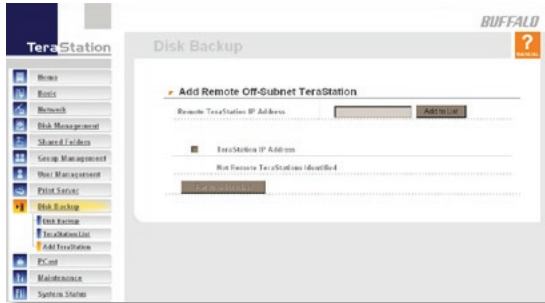 BUFFALO
TeraStation
Disk Backup
?
Home
Basic
Network
Disk Management
Shared Folders
Group Management
User Management
Print Server
Disk Backup
Disk Backup
TeraStation List
Add TeraStation
PCast
Maintenance
System Status
Add Remote Off-Subnet TeraStation
Remote TeraStation IP Address
Add to List
TeraStation IP Address
Not Remote TeraStations Identified